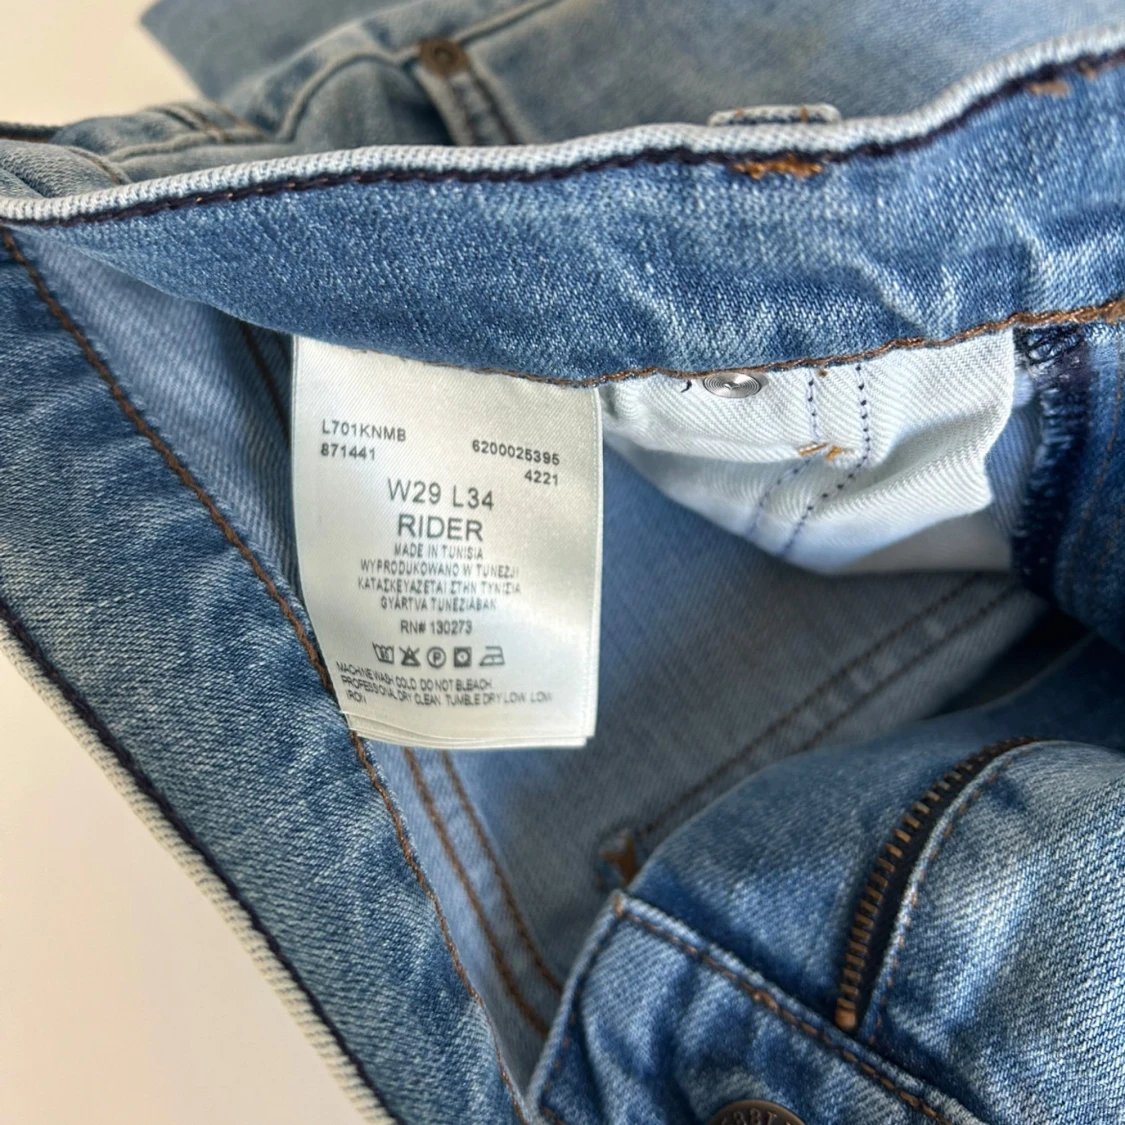 L701KNMB
871441
6200025395
4221
W29 L34
RIDER
MADE IN TUNISIA
WYPRODUKOWANO W TUNEZJI
ΚΑΤΑΣΚΕΥΑΖΕΤΑΙ ΣΤΗΝ ΤΥΝΙΣΙΑ
GYÁRTVA TUNÉZIÁBAN
RN# 130273
MACHINE WASH COLD DO NOT BLEACH
PROFESSIONAL DRY CLEAN TUMBLE DRY LOW LOW
IRON